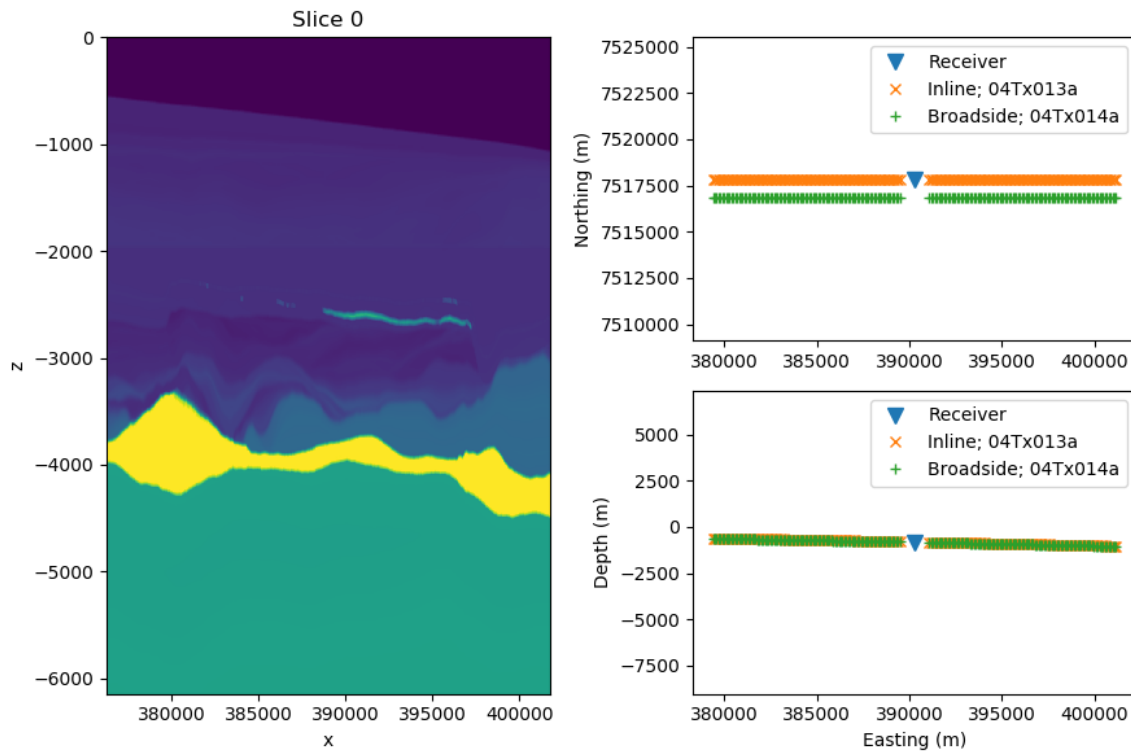 Slice 0
0
−1000
−2000
−3000
−4000
−5000
−6000
z
380000 385000 390000 395000 400000
x
7525000
7522500
7520000
7517500
7515000
7512500
7510000
Northing (m)
Receiver
Inline; 04Tx013a
Broadside; 04Tx014a
380000 385000 390000 395000 400000
5000
2500
0
−2500
−5000
−7500
Depth (m)
Receiver
Inline; 04Tx013a
Broadside; 04Tx014a
380000 385000 390000 395000 400000
Easting (m)